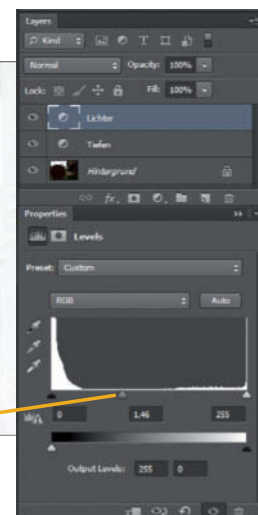 Layers
Kind
Normal Opacity: 100%
Lock: Fill: 100%
Lichter
Tiefen
Hintergrund
fx
Properties
Levels
Preset: Custom
RGB Auto
0 1.46 255
Output Levels: 255 0